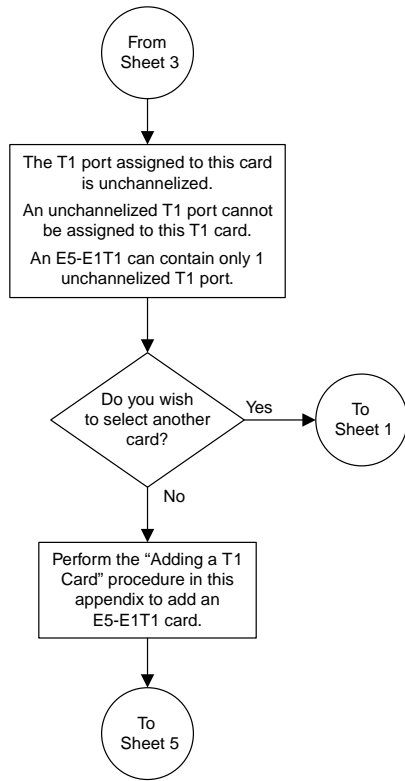 From
Sheet 3
The T1 port assigned to this card
is unchannelized.
An unchannelized T1 port cannot
be assigned to this T1 card.
An E5-E1T1 can contain only 1
unchannelized T1 port.
Do you wish
to select another
card?
Yes
To
Sheet 1
No
Perform the “Adding a T1
Card” procedure in this
appendix to add an
E5-E1T1 card.
To
Sheet 5